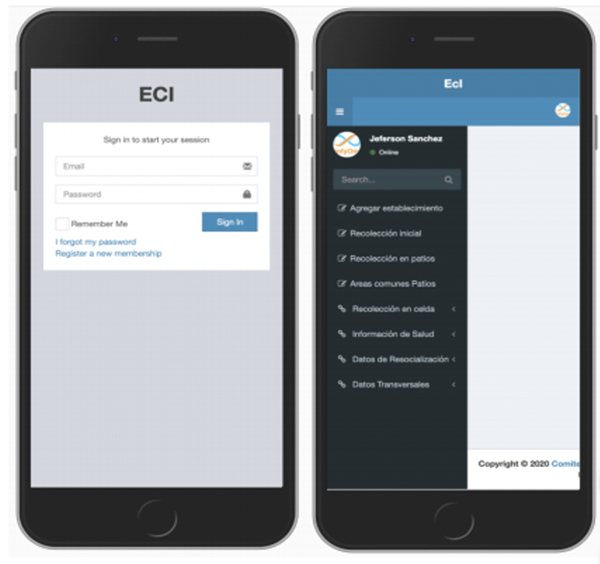 ECI
Sign in to start your session
Email
Password
Remember Me
Sign In
I forgot my password
Register a new membership
EcI
Jeferson Sanchez
Online
Search...
Agregar establecimiento
Recolección inicial
Recolección en patios
Areas comunes Patios
Recolección en celda
Información de Salud
Datos de Resocialización
Datos Transversales
Copyright © 2020 Comite